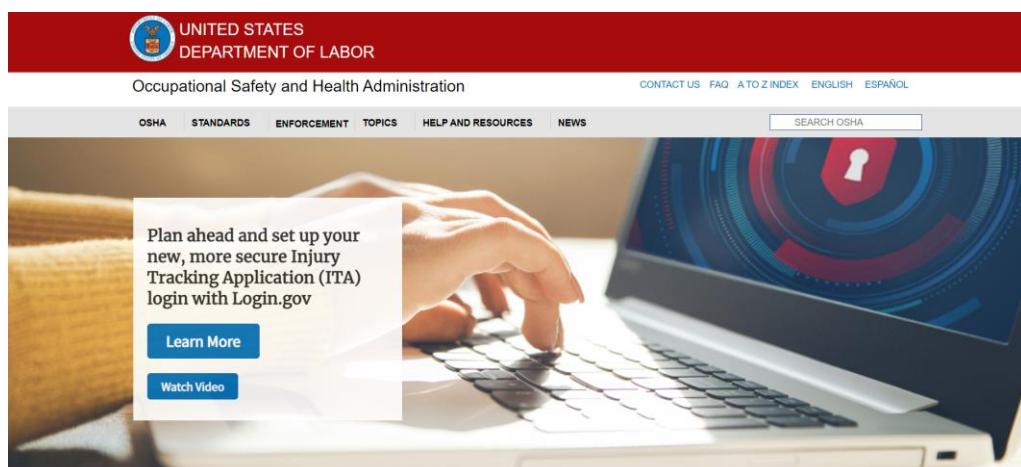 UNITED STATES
DEPARTMENT OF LABOR
Occupational Safety and Health Administration
CONTACT US FAQ A TO Z INDEX ENGLISH ESPAÑOL
OSHA STANDARDS ENFORCEMENT TOPICS HELP AND RESOURCES NEWS
SEARCH OSHA
Plan ahead and set up your
new, more secure Injury
Tracking Application (ITA)
login with Login.gov
Learn More
Watch Video